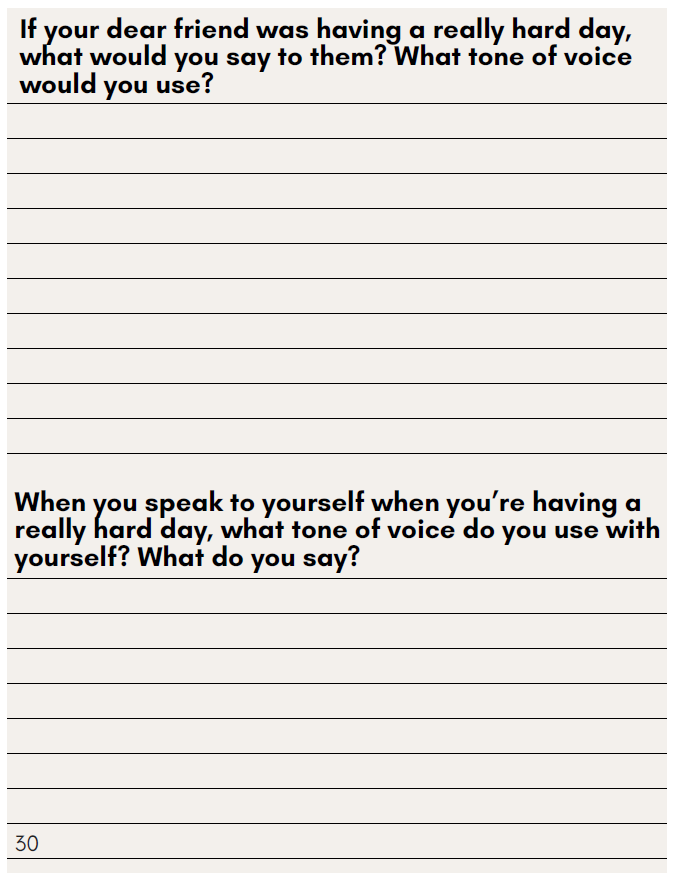 If your dear friend was having a really hard day,
what would you say to them? What tone of voice
would you use?
When you speak to yourself when you’re having a
really hard day, what tone of voice do you use with
yourself? What do you say?
30